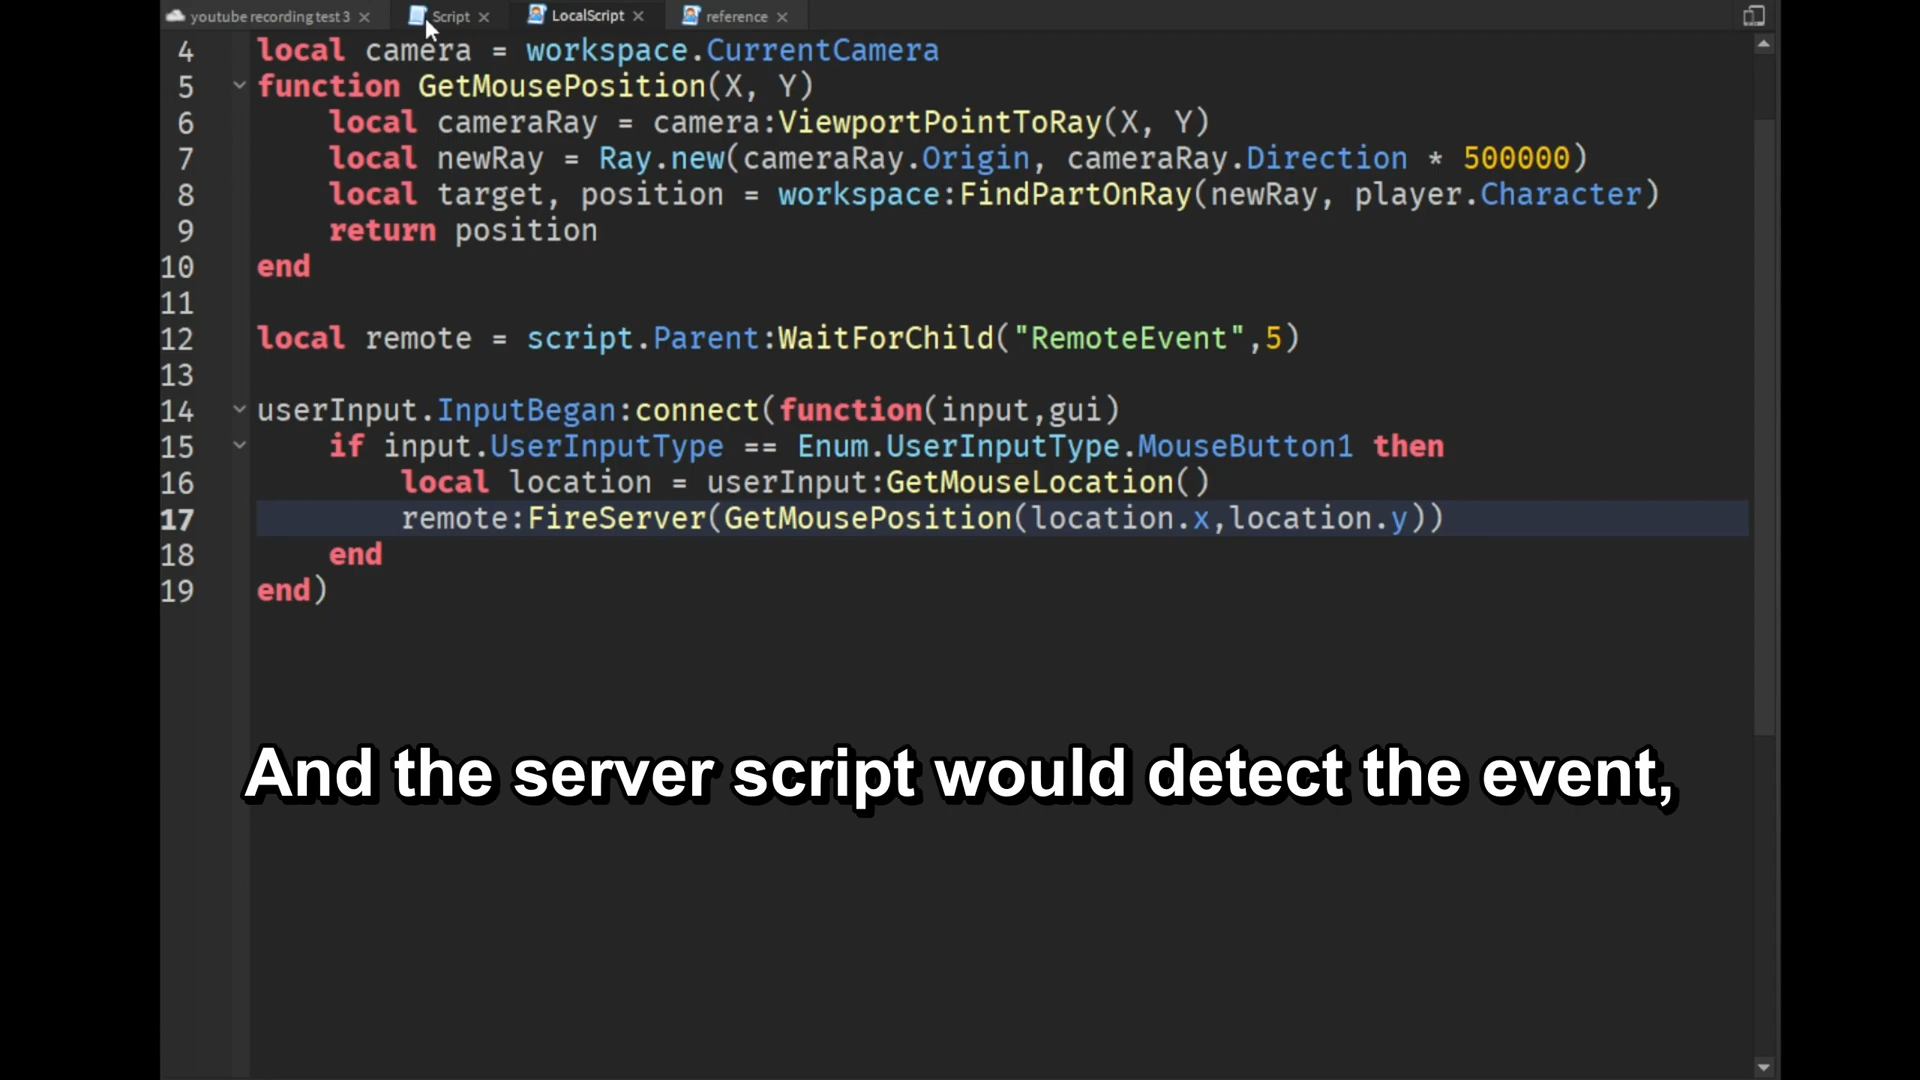 youtube recording test 3 Script LocalScript reference
4 local camera = workspace.CurrentCamera
5 function GetMousePosition(X, Y)
6 local cameraRay = camera:ViewportPointToRay(X, Y)
7 local newRay = Ray.new(cameraRay.Origin, cameraRay.Direction * 500000)
8 local target, position = workspace:FindPartOnRay(newRay, player.Character)
9 return position
10 end
11
12 local remote = script.Parent:WaitForChild("RemoteEvent",5)
13
14 userInput.InputBegan:connect(function(input,gui)
15 if input.UserInputType == Enum.UserInputType.MouseButton1 then
16 local location = userInput:GetMouseLocation()
17 remote:FireServer(GetMousePosition(location.x,location.y))
18 end
19 end)
And the server script would detect the event,